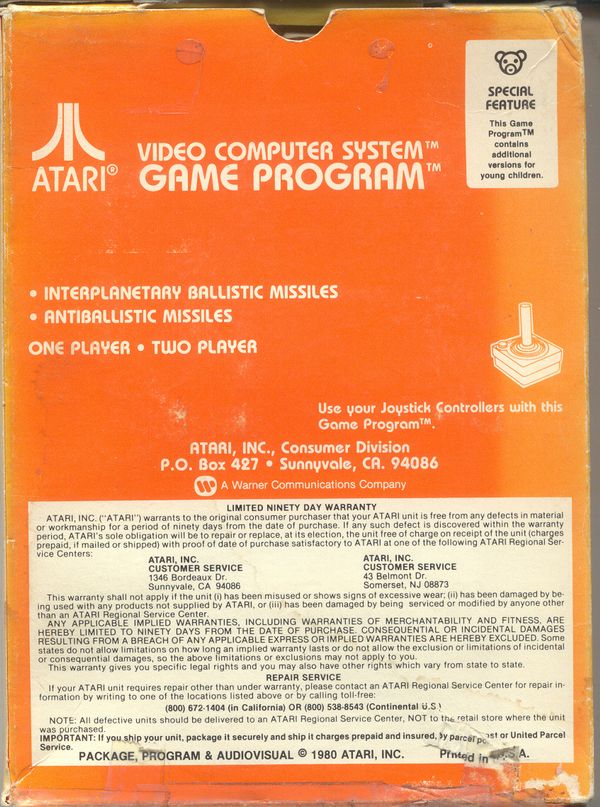 SPECIAL
FEATURE
This Game
Program™
contains
additional
versions for
young children.
ATARI®
VIDEO COMPUTER SYSTEM™
GAME PROGRAM™
• INTERPLANETARY BALLISTIC MISSILES
• ANTIBALLISTIC MISSILES
ONE PLAYER • TWO PLAYER
Use your Joystick Controllers with this
Game Program™.
ATARI, INC., Consumer Division
P.O. Box 427 • Sunnyvale, CA. 94086
A Warner Communications Company
LIMITED NINETY DAY WARRANTY
ATARI, INC. ("ATARI") warrants to the original consumer purchaser that your ATARI unit is free from any defects in material
or workmanship for a period of ninety days from the date of purchase. If any such defect is discovered within the warranty
period, ATARI's sole obligation will be to repair or replace, at its election, the unit free of charge on receipt of the unit (charges
prepaid, if mailed or shipped) with proof of date of purchase satisfactory to ATARI at one of the following ATARI Regional Ser-
vice Centers:
ATARI, INC.
CUSTOMER SERVICE
1346 Bordeaux Dr.
Sunnyvale, CA 94086
ATARI, INC.
CUSTOMER SERVICE
43 Belmont Dr.
Somerset, NJ 08873
This warranty shall not apply if the unit (i) has been misused or shows signs of excessive wear; (ii) has been damaged by be-
ing used with any products not supplied by ATARI, or (iii) has been damaged by being serviced or modified by anyone other
than an ATARI Regional Service Center.
ANY APPLICABLE IMPLIED WARRANTIES, INCLUDING WARRANTIES OF MERCHANTABILITY AND FITNESS, ARE
HEREBY LIMITED TO NINETY DAYS FROM THE DATE OF PURCHASE. CONSEQUENTIAL OR INCIDENTAL DAMAGES
RESULTING FROM A BREACH OF ANY APPLICABLE EXPRESS OR IMPLIED WARRANTIES ARE HEREBY EXCLUDED. Some
states do not allow limitations on how long an implied warranty lasts or do not allow the exclusion or limitations of incidental
or consequential damages, so the above limitations or exclusions may not apply to you.
This warranty gives you specific legal rights and you may also have other rights which vary from state to state.
REPAIR SERVICE
If your ATARI unit requires repair other than under warranty, please contact an ATARI Regional Service Center for repair in-
formation by writing to one of the locations listed above or by calling toll-free:
(800) 672-1404 (in California) OR (800) 538-8543 (Continental U.S.)
NOTE: All defective units should be delivered to an ATARI Regional Service Center, NOT to the retail store where the unit
was purchased.
IMPORTANT: If you ship your unit, package it securely and ship it charges prepaid and insured, by parcel post or United Parcel
Service.
PACKAGE, PROGRAM & AUDIOVISUAL © 1980 ATARI, INC.
Printed in U.S.A.